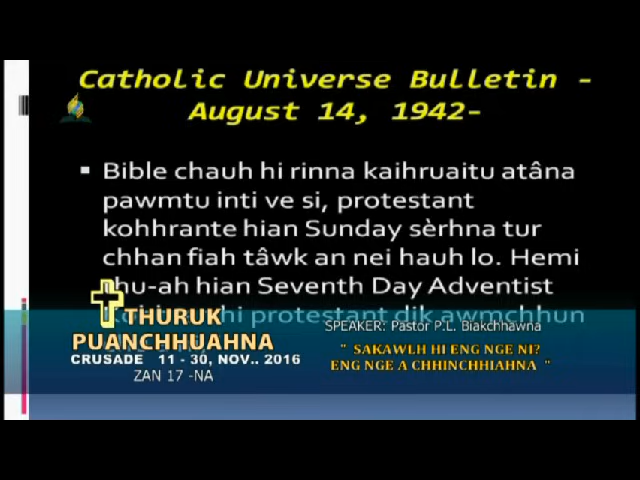 Catholic Universe Bulletin -
August 14, 1942-
Bible chauh hi rinna kaihruaitu atâna
pawmtu inti ve si, protestant
kohhrante hian Sunday sèrhna tur
chhan fiah tâwk an nei hauh lo. Hemi
thu-ah hian Seventh Day Adventist
hi protestant dik awmchhun
THURUK
PUANCHHUAHNA
CRUSADE 11 - 30, NOV.. 2016
ZAN 17 -NA
SPEAKER: Pastor P.L. Biakchhawna
" SAKAWLH HI ENG NGE NI?
ENG NGE A CHHINCHHIAHNA "